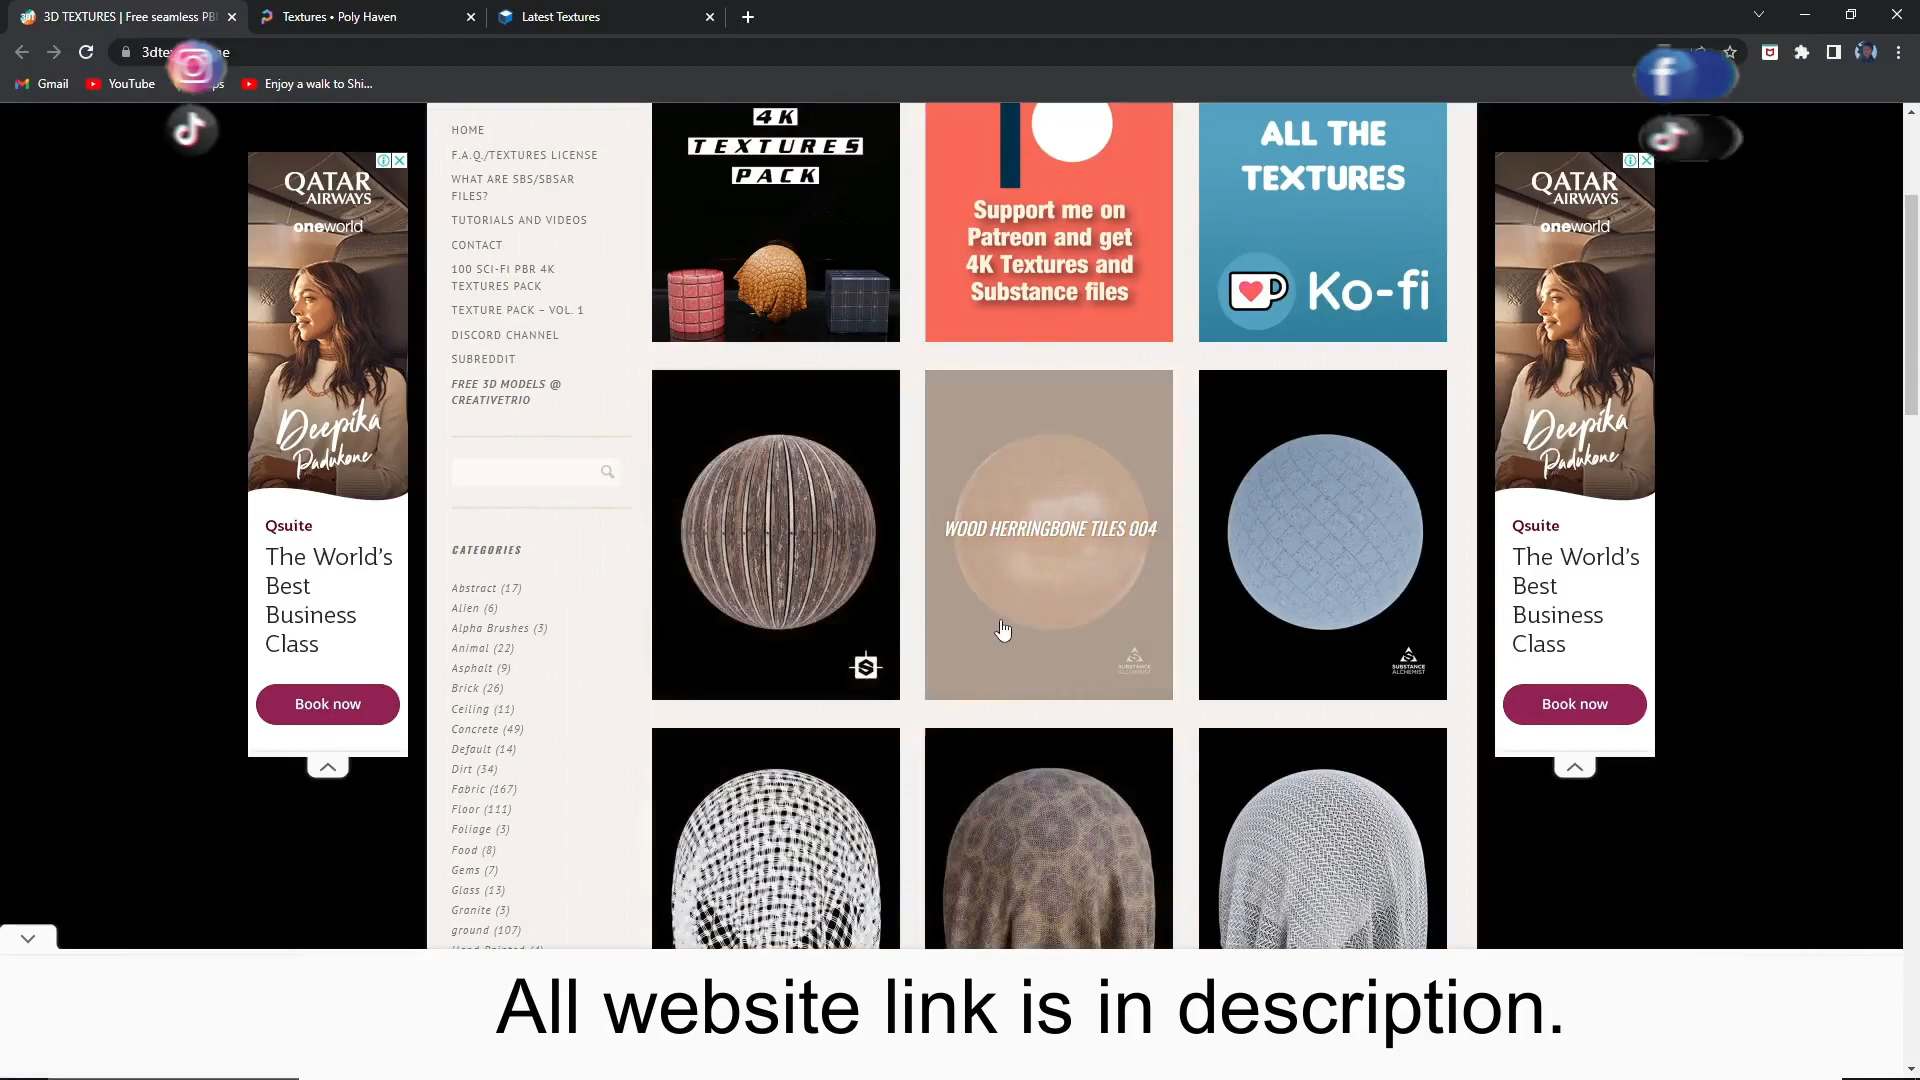 3D TEXTURES | Free seamless PB
Textures • Poly Haven
Latest Textures
3dte
me
Gmail
YouTube
ps
Enjoy a walk to Shi...
HOME
F.A.Q./TEXTURES LICENSE
WHAT ARE SBS/SBSAR
FILES?
TUTORIALS AND VIDEOS
CONTACT
100 SCI-FI PBR 4K
TEXTURES PACK
TEXTURE PACK – VOL. 1
DISCORD CHANNEL
SUBREDDIT
FREE 3D MODELS @
CREATIVETRIO
CATEGORIES
Abstract (17)
Alien (6)
Alpha Brushes (3)
Animal (22)
Asphalt (9)
Brick (26)
Ceiling (11)
Concrete (49)
Default (14)
Dirt (34)
Fabric (167)
Floor (111)
Foliage (3)
Food (8)
Gems (7)
Glass (13)
Granite (3)
ground (107)
4K
TEXTURES
PACK
Support me on
Patreon and get
4K Textures and
Substance files
ALL THE
TEXTURES
Ko-fi
WOOD HERRINGBONE TILES 004
SUBSTANCE
ALCHEMIST
SUBSTANCE
ALCHEMIST
QATAR
AIRWAYS
oneworld
Deepika
Padukone
Qsuite
The World's
Best
Business
Class
Book now
QATAR
AIRWAYS
oneworld
Deepika
Padukone
Qsuite
The World's
Best
Business
Class
Book now
All website link is in description.